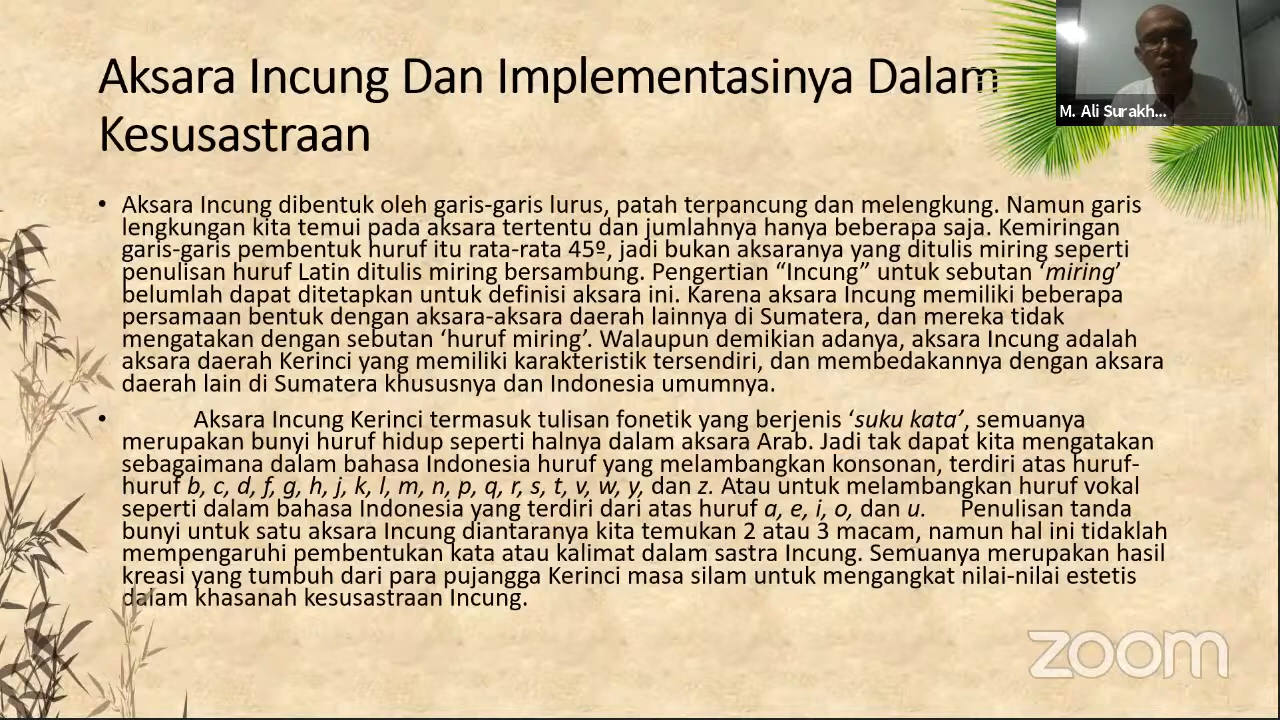 Aksara Incung Dan Implementasinya Dalam
Kesusastraan
M. Ali Surakh...
• Aksara Incung dibentuk oleh garis-garis lurus, patah terpancung dan melengkung. Namun garis
lengkungan kita temui pada aksara tertentu dan jumlahnya hanya beberapa saja. Kemiringan
garis-garis pembentuk huruf itu rata-rata 45º, jadi bukan aksaranya yang ditulis miring seperti
penulisan huruf Latin ditulis miring bersambung. Pengertian “Incung” untuk sebutan ‘miring’
belumlah dapat ditetapkan untuk definisi aksara ini. Karena aksara Incung memiliki beberapa
persamaan bentuk dengan aksara-aksara daerah lainnya di Sumatera, dan mereka tidak
mengatakan dengan sebutan ‘huruf miring’. Walaupun demikian adanya, aksara Incung adalah
aksara daerah Kerinci yang memiliki karakteristik tersendiri, dan membedakannya dengan aksara
daerah lain di Sumatera khususnya dan Indonesia umumnya.
• Aksara Incung Kerinci termasuk tulisan fonetik yang berjenis ‘suku kata’, semuanya
merupakan bunyi huruf hidup seperti halnya dalam aksara Arab. Jadi tak dapat kita mengatakan
sebagaimana dalam bahasa Indonesia huruf yang melambangkan konsonan, terdiri atas huruf-
huruf b, c, d, f, g, h, j, k, l, m, n, p, q, r, s, t, v, w, y, dan z. Atau untuk melambangkan huruf vokal
seperti dalam bahasa Indonesia yang terdiri dari atas huruf a, e, i, o, dan u. Penulisan tanda
bunyi untuk satu aksara Incung diantaranya kita temukan 2 atau 3 macam, namun hal ini tidaklah
mempengaruhi pembentukan kata atau kalimat dalam sastra Incung. Semuanya merupakan hasil
kreasi yang tumbuh dari para pujangga Kerinci masa silam untuk mengangkat nilai-nilai estetis
dalam khasanah kesusastraan Incung.
zoom